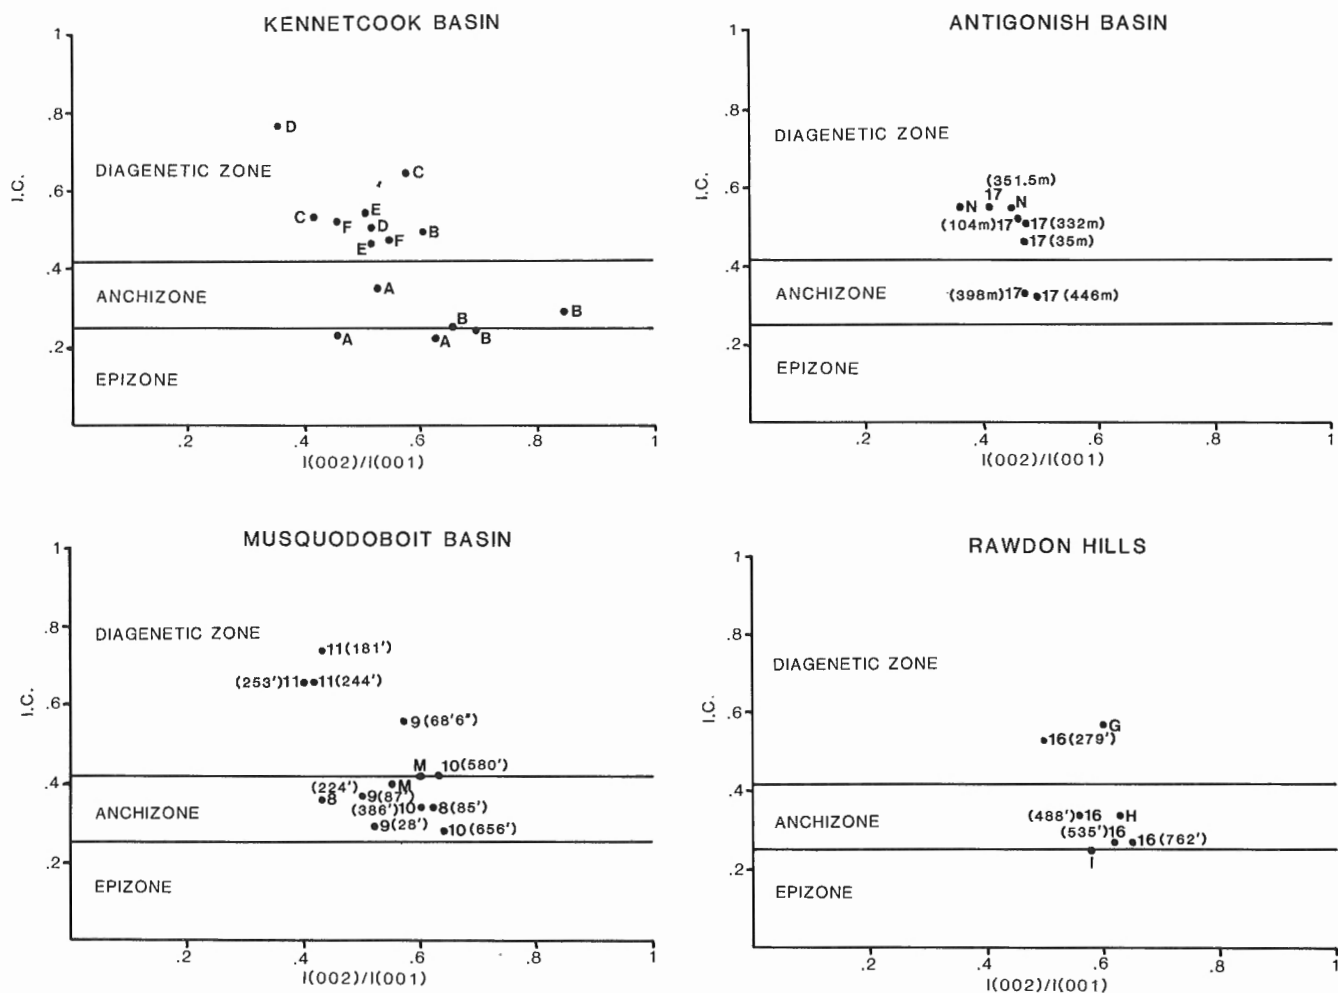 KENNETCOOK BASIN
1
.8
.6
.4
.2
I.C.
DIAGENETIC ZONE
ANCHIZONE
EPIZONE
D
C
C
E
F
D
B
E
F
A
B
B
A
A
B
.2
.4
.6
.8
1
I(002)/I(001)
ANTIGONISH BASIN
1
.8
.6
.4
.2
I.C.
DIAGENETIC ZONE
ANCHIZONE
EPIZONE
(351.5m)
17
N
N
(104m)17
17(332m)
17(35m)
(398m)17
17(446m)
.2
.4
.6
.8
1
I(002)/I(001)
MUSQUODOBOIT BASIN
1
.8
.6
.4
.2
I.C.
DIAGENETIC ZONE
ANCHIZONE
EPIZONE
11(181')
(253')11
11(244')
9(68'6")
M
10(580')
M
(224')
8
9(87')
(386')10
8(85')
9(28')
10(656')
.2
.4
.6
.8
1
I(002)/I(001)
RAWDON HILLS
1
.8
.6
.4
.2
I.C.
DIAGENETIC ZONE
ANCHIZONE
EPIZONE
G
16(279')
(488')16
H
(535')16
16(762')
I
.2
.4
.6
.8
1
I(002)/I(001)